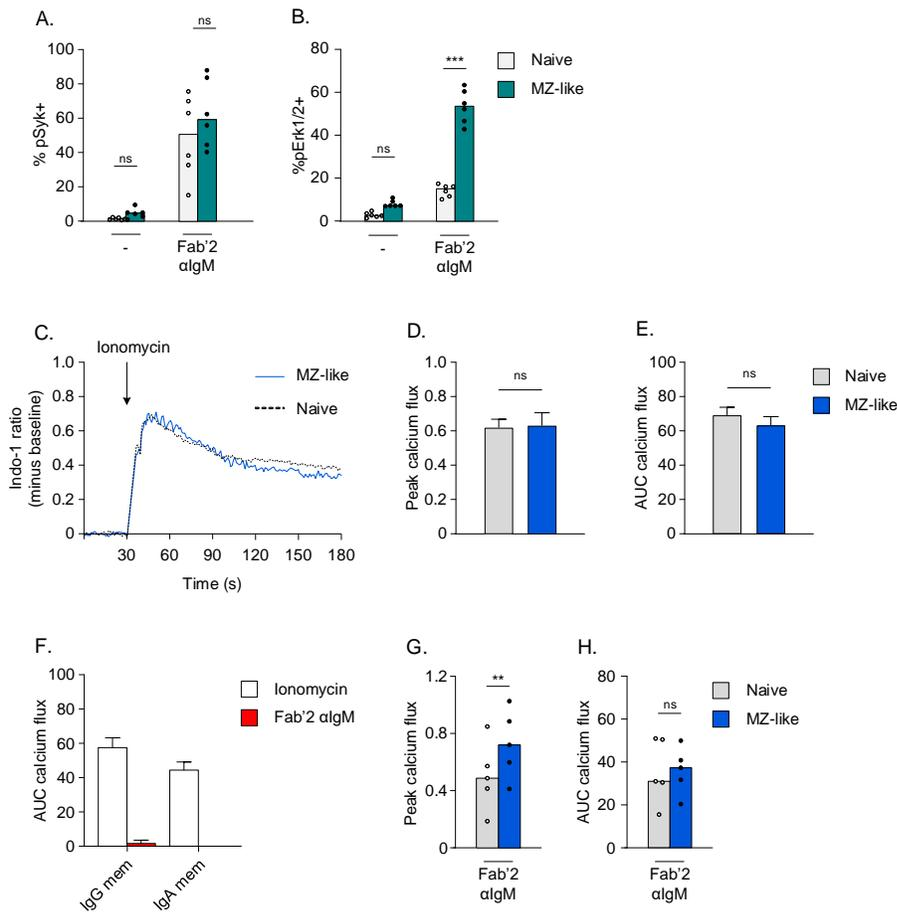 A.
ns
% pSyk+
100
80
60
40
20
0
ns
-
Fab'2
αIgM
B.
%pErk1/2+
80
60
40
20
0
ns
***
-
Fab'2
αIgM
Naive
MZ-like
C.
Ionomycin
Indo-1 ratio
(minus baseline)
1.0
0.8
0.6
0.4
0.2
0
30 60 90 120 150 180
Time (s)
MZ-like
Naive
D.
Peak calcium flux
1.0
0.8
0.6
0.4
0.2
0
ns
E.
AUC calcium flux
100
80
60
40
20
0
ns
Naive
MZ-like
F.
AUC calcium flux
100
80
60
40
20
0
IgG mem
IgA mem
Ionomycin
Fab'2 αIgM
G.
Peak calcium flux
1.2
0.8
0.4
0
**
Fab'2
αIgM
H.
AUC calcium flux
80
60
40
20
0
ns
Fab'2
αIgM
Naive
MZ-like